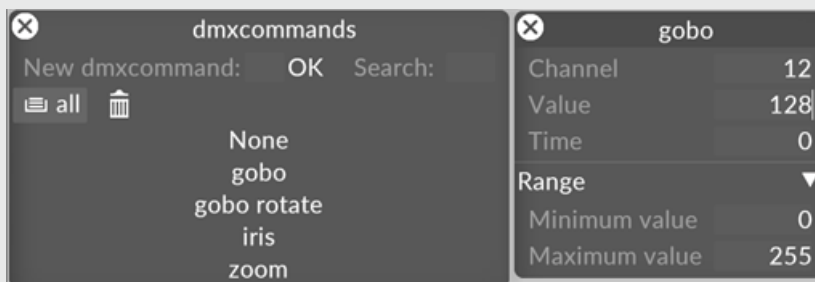 dmxcommands
New dmxcommand: OK Search:
all
None
gobo
gobo rotate
iris
zoom
gobo
Channel 12
Value 128
Time 0
Range
Minimum value 0
Maximum value 255